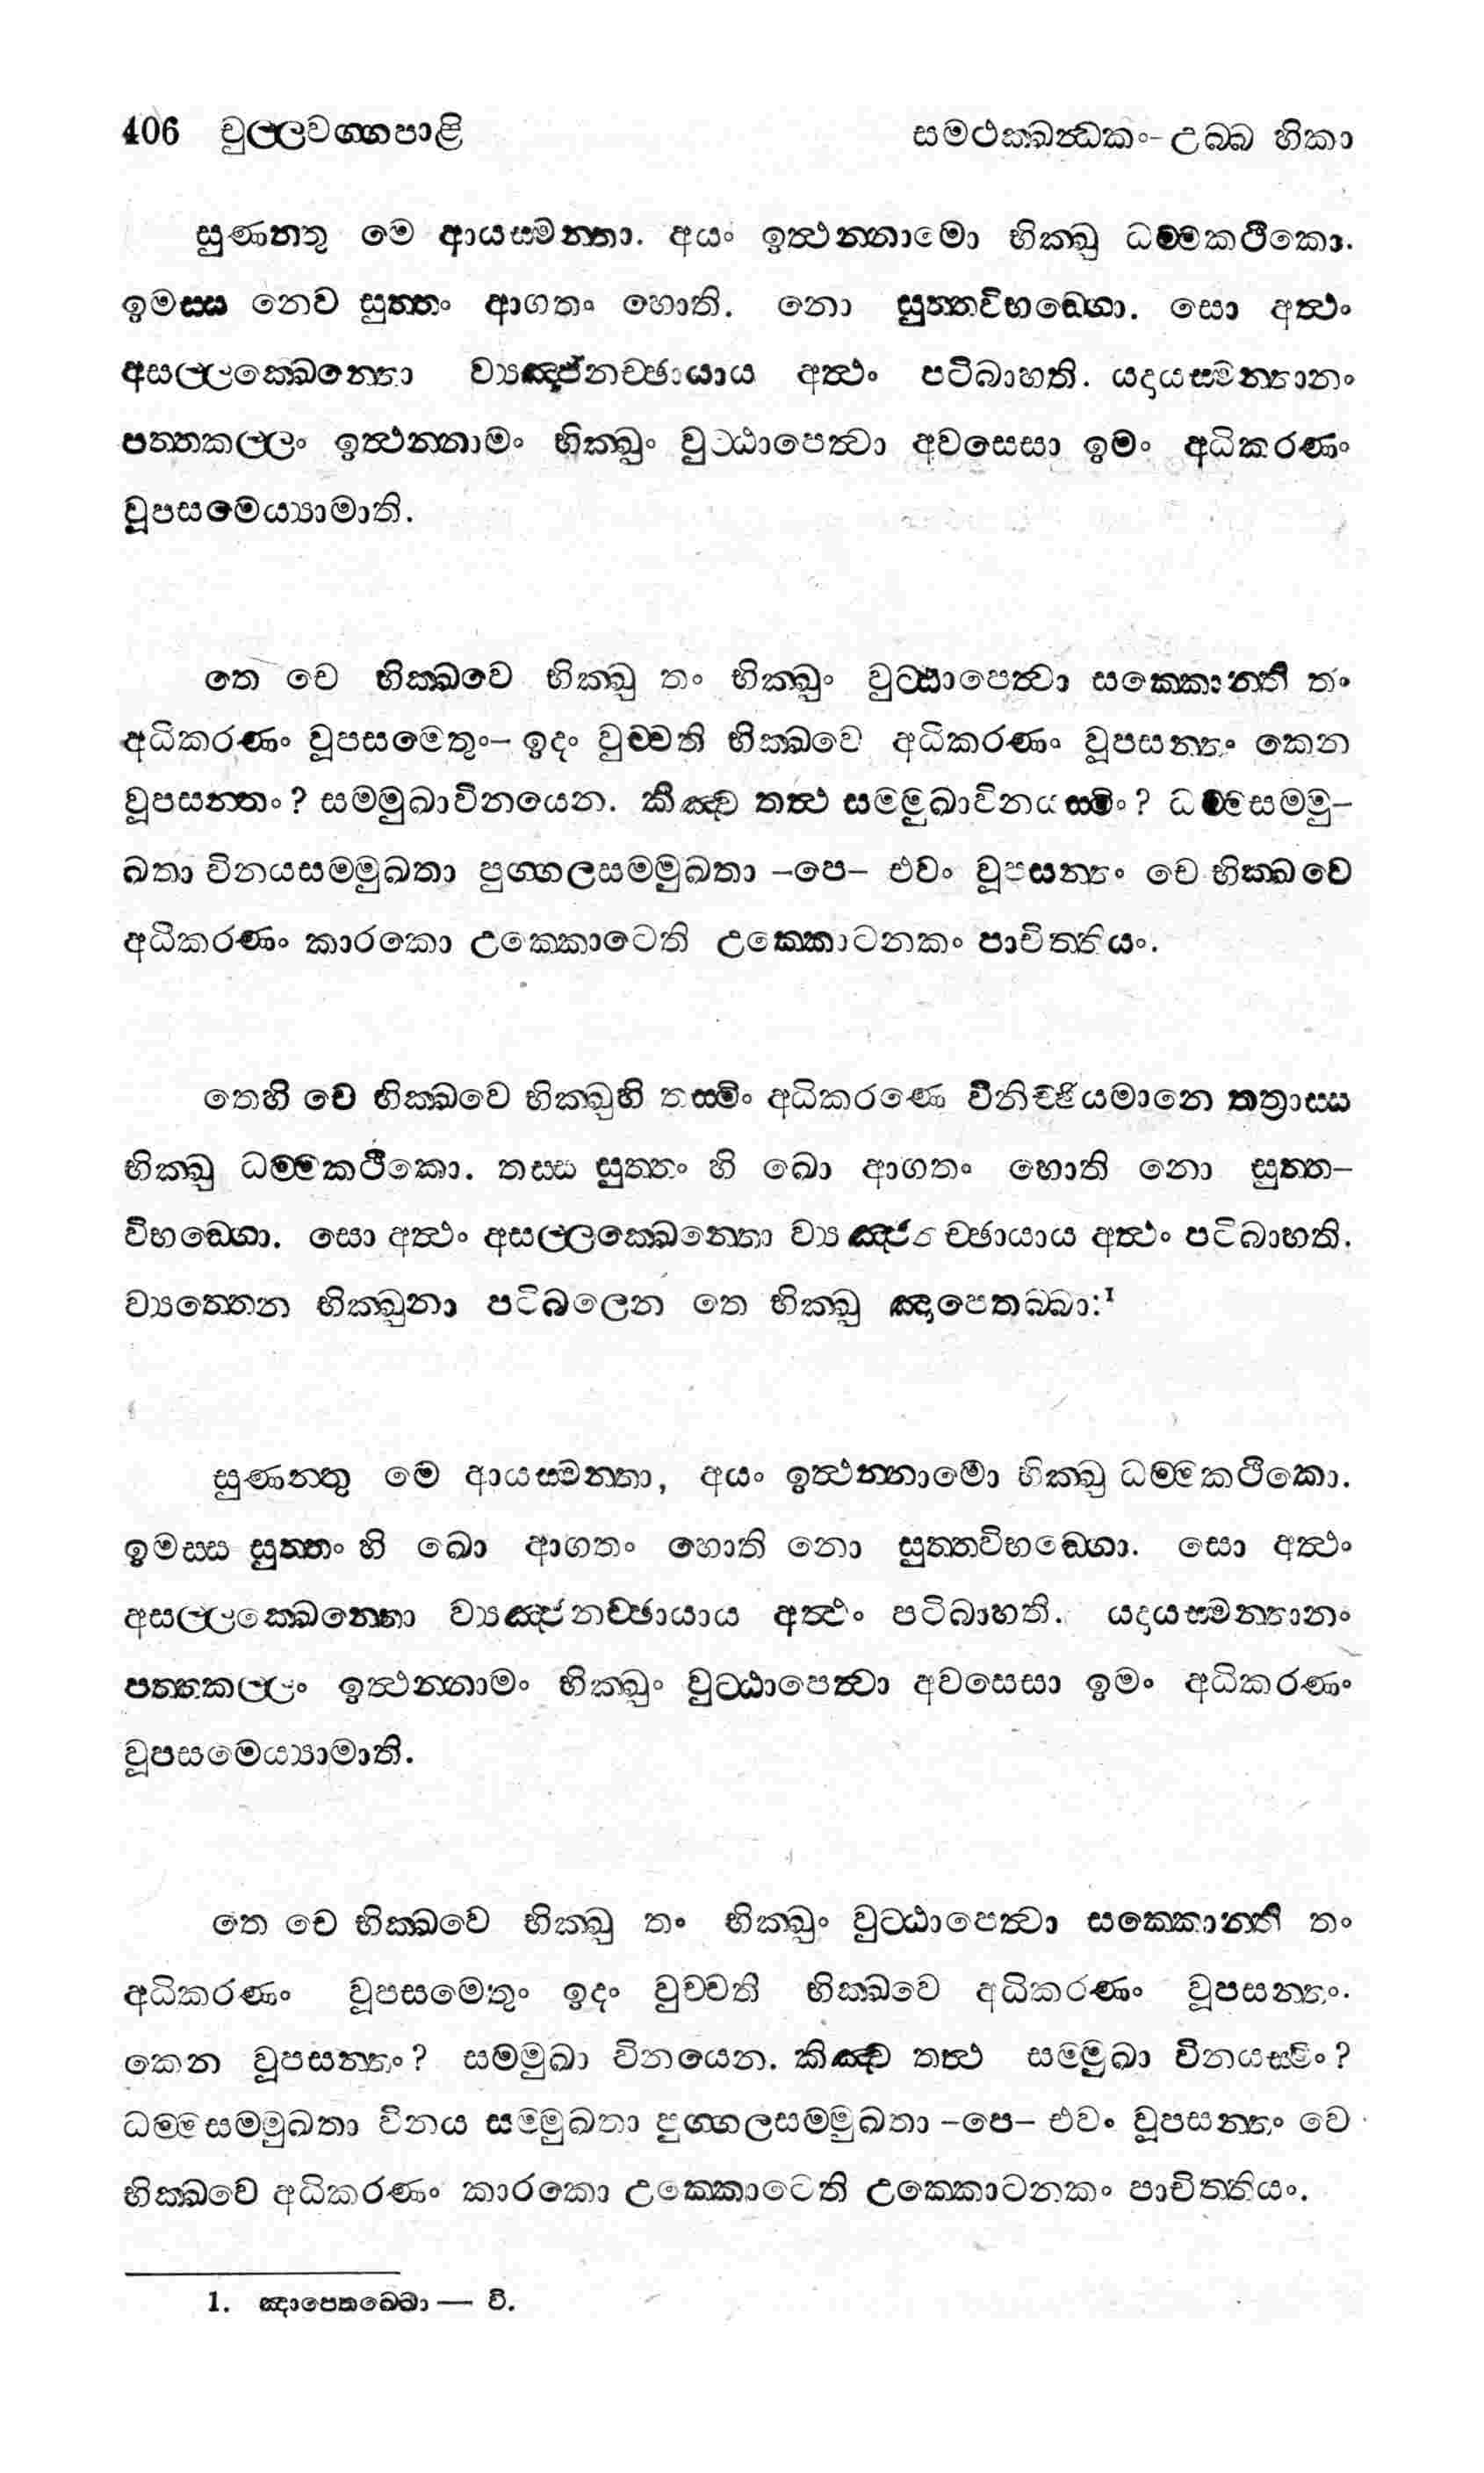 406 චුල්ලවග්ගපාළි සමථක්ඛන්ධකං-උබ්බ හිකා
සුණන්තු මෙ ආයස්මන්තා. අයං ඉත්ථන්නාමො භික්ඛු ධම්මකථිකො.
ඉමස්ස නෙව සුත්තං ආගතං හොති. නො සුත්තවිභඞ්ගො. සො අත්ථං
අසල්ලක්ඛෙන්තො ව්‍යඤ්ජනච්ඡායාය අත්ථං පටිබාහති. යදායස්මන්තානං
පත්තකල්ලං ඉත්ථන්නාමං භික්ඛුං වුට්ඨාපෙත්වා අවසෙසා ඉමං අධිකරණං
වූපසමෙය්‍යාමාති.
තෙ චෙ භික්ඛවෙ භික්ඛු තං භික්ඛුං වුට්ඨාපෙත්වා සක්කොන්ති තං
අධිකරණං වූපසමෙතුං- ඉදං වුච්චති භික්ඛවෙ අධිකරණං වූපසන්තං කෙන
වූපසන්තං? සම්මුඛාවිනයෙන. කිඤ්ච තත්ථ සම්මුඛාවිනයස්මිං? ධම්මසම්මු-
ඛතා විනයසම්මුඛතා පුග්ගලසම්මුඛතා -පෙ- එවං වූපසන්තං චෙ භික්ඛවෙ
අධිකරණං කාරකො උක්කොටෙති උක්කොටනකං පාචිත්තියං.
තෙහි චෙ භික්ඛවෙ භික්ඛුහි තස්මිං අධිකරණෙ විනිච්ඡියමානෙ තත්‍රාස්ස
භික්ඛු ධම්මකථිකො. තස්ස සුත්තං හි ඛො ආගතං හොති නො සුත්ත-
විභඞ්ගො. සො අත්ථං අසල්ලක්ඛෙන්තො ව්‍යඤ්ජනච්ඡායාය අත්ථං පටිබාහති.
ව්‍යත්තෙන භික්ඛුනා පටිබලෙන තෙ භික්ඛු ඤාපෙතබ්බා:¹
සුණන්තු මෙ ආයස්මන්තා, අයං ඉත්ථන්නාමො භික්ඛු ධම්මකථිකො.
ඉමස්ස සුත්තං හි ඛො ආගතං හොති නො සුත්තවිභඞ්ගො. සො අත්ථං
අසල්ලක්ඛෙන්තො ව්‍යඤ්ජනච්ඡායාය අත්ථං පටිබාහති. යදායස්මන්තානං
පත්තකල්ලං ඉත්ථන්නාමං භික්ඛුං වුට්ඨාපෙත්වා අවසෙසා ඉමං අධිකරණං
වූපසමෙය්‍යාමාති.
තෙ චෙ භික්ඛවෙ භික්ඛු තං භික්ඛුං වුට්ඨාපෙත්වා සක්කොන්ති තං
අධිකරණං වූපසමෙතුං ඉදං වුච්චති භික්ඛවෙ අධිකරණං වූපසන්තං.
කෙන වූපසන්තං? සම්මුඛා විනයෙන. කිඤ්ච තත්ථ සම්මුඛා විනයස්මිං?
ධම්මසම්මුඛතා විනය සම්මුඛතා පුග්ගලසම්මුඛතා -පෙ- එවං වූපසන්තං චෙ
භික්ඛවෙ අධිකරණං කාරකො උක්කොටෙති උක්කොටනකං පාචිත්තියං.
1. ඤාපෙතබ්බො — වි.